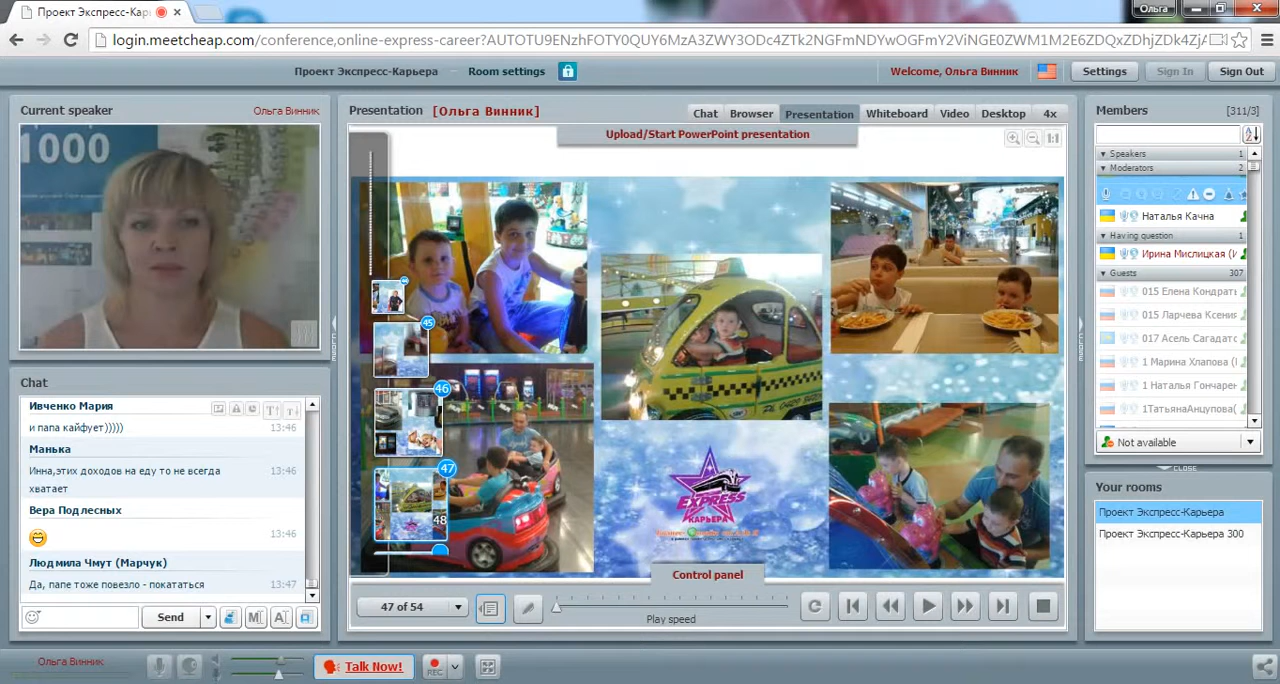 Проект Экспресс-Кар
Ольга
login.meetcheap.com/conference,online-express-career?AUTOTU9ENzhFOTY0QUY6MzA3ZWY3ODc4ZTk2NGFmNDYwOGFmY2ViNGE0ZWM1M2E6ZDQxZDhjZDk4ZjA
Проект Экспресс-Карьера
Room settings
Welcome, Ольга Винник
Settings
Sign In
Sign Out
Current speaker
Ольга Винник
1000
Presentation
[Ольга Винник]
Chat
Browser
Presentation
Whiteboard
Video
Desktop
4x
Upload/Start PowerPoint presentation
1:1
45
46
47
48
EXPRESS
КАРЬЕРА
Control panel
47 of 54
Play speed
Members
[311/3]
Speakers
1
Moderators
2
Наталья Качна
Having question
1
Ирина Мислицкая (И
Guests
307
015 Елена Кондрать
015 Ларчева Ксени
017 Асель Сагадато
1 Марина Хлапова (
1 Наталья Гончаре
1ТатьянаАнцупова(
Not available
CLOSE
Your rooms
Проект Экспресс-Карьера
Проект Экспресс-Карьера 300
Chat
Ивченко Мария
и папа кайфует)))))
13:46
Манька
Инна,этих доходов на еду то не всегда
хватает
13:46
Вера Подлесных
13:46
Людмила Чмут (Марчук)
Да, папе тоже повезло - покататься
13:47
Send
Ольга Винник
Talk Now!
REC